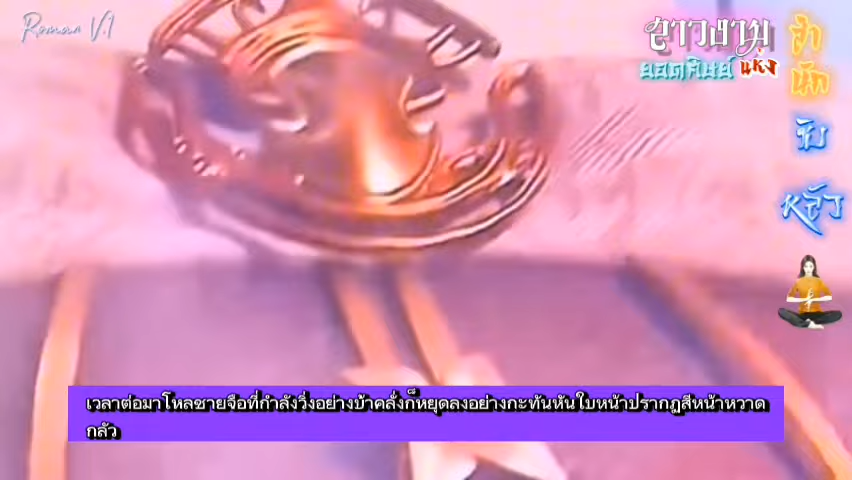 Roman V.1
สาวงาม
ยอดพิษย์ แห่ง
สำ
นัก
ซิบ
หลัว
เวลาต่อมาโหลชายจือที่กำลังวิ่งอย่างบ้าคลั่งก็หยุดลงอย่างกะทันหันใบหน้าปรากฎสีหน้าหวาด
กลัว